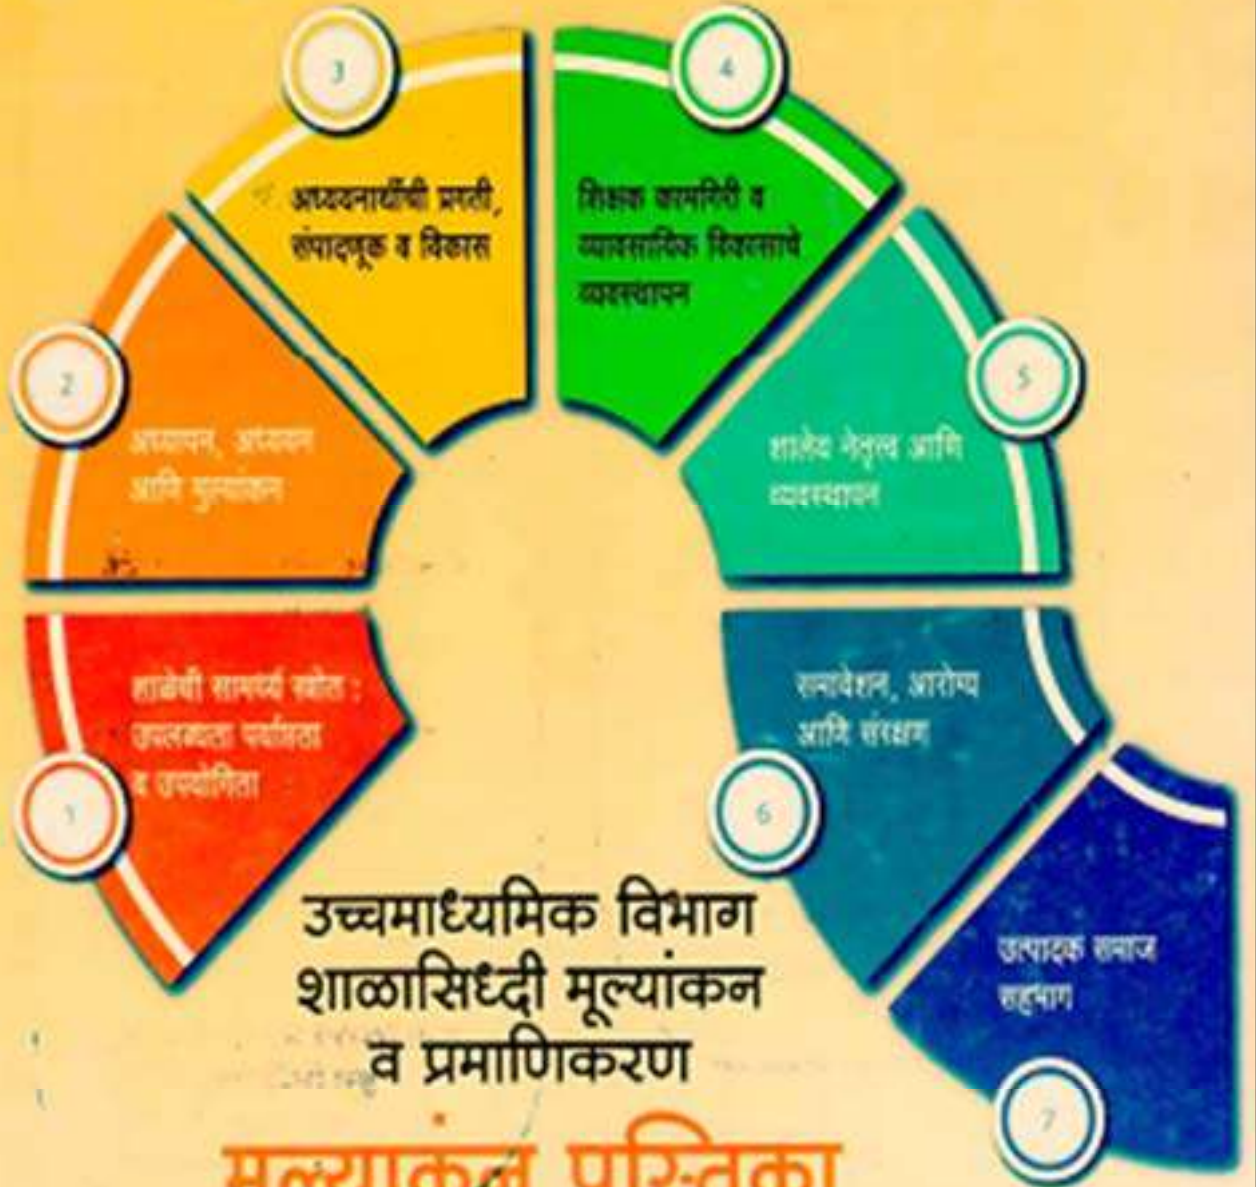 3
अध्ययनार्थीची प्रगती,
संपादणूक व विकास
4
शिक्षक कामगिरी व
व्यावसायिक विकासाचे
व्यवस्थापन
2
अध्यापन, अध्ययन
आणि मुल्यांकन
5
शालेय नेतृत्व आणि
व्यवस्थापन
शाळेची सामर्थ्य स्त्रोत :
उपलब्धता पर्याप्तता
व उपयोगिता
1
समावेशन, आरोग्य
आणि संरक्षण
6
उत्पादक समाज
सहभाग
7
उच्चमाध्यमिक विभाग
शाळासिध्दी मूल्यांकन
व प्रमाणिकरण
मुल्यांकन पुस्तिका